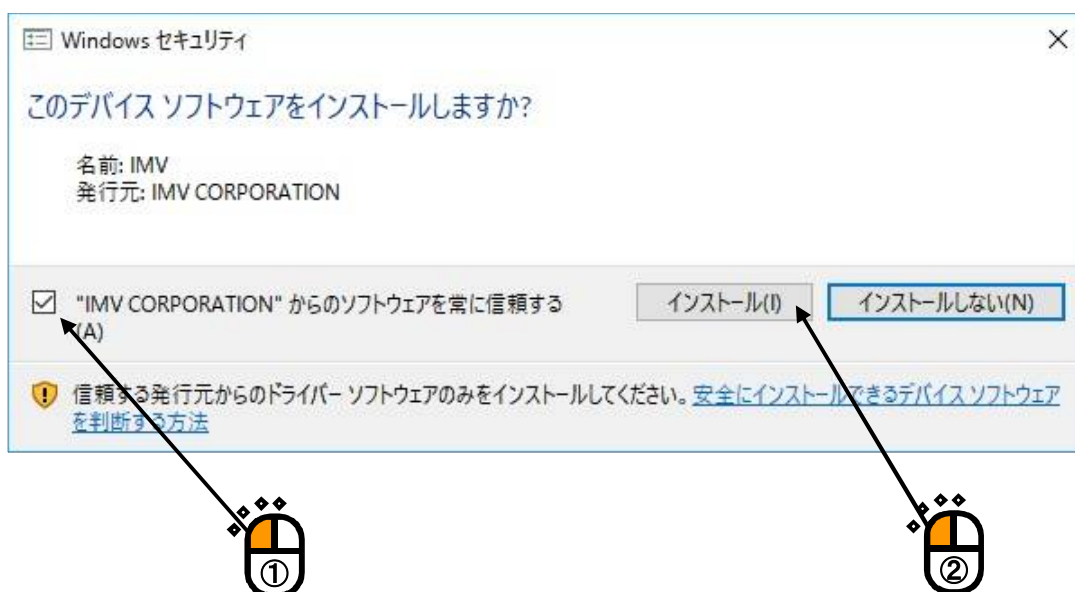 Windows セキュリティ
このデバイス ソフトウェアをインストールしますか?
名前: IMV
発行元: IMV CORPORATION
"IMV CORPORATION" からのソフトウェアを常に信頼する
(A)
インストール(I)
インストールしない(N)
信頼する発行元からのドライバー ソフトウェアのみをインストールしてください。安全にインストールできるデバイス ソフトウェア
を判断する方法
①
②